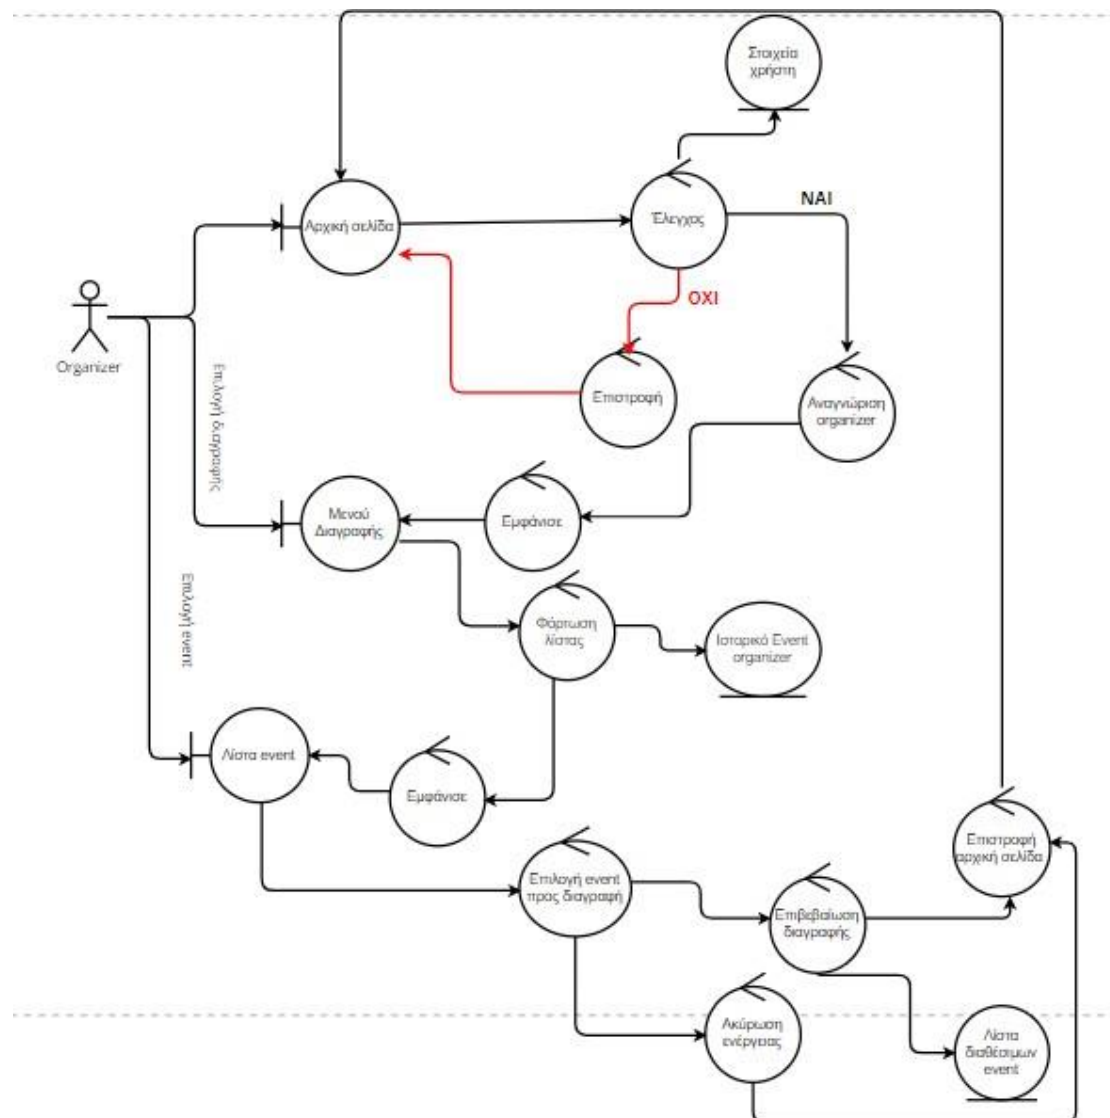 Στοιχεία
χρήστη
Αρχική σελίδα
Έλεγχος
ΝΑΙ
ΟΧΙ
Organizer
Επιλογή διαγραφής
Επιστροφή
Αναγνώριση
organizer
Μενού
Διαγραφής
Εμφάνισε
Επιλογή event
Φόρτωση
λίστας
Ιστορικό Event
organizer
Λίστα event
Εμφάνισε
Επιστροφή
αρχική σελίδα
Επιλογή event
προς διαγραφή
Επιβεβαίωση
διαγραφής
Ακύρωση
ενέργειας
Λίστα
διαθέσιμων
event